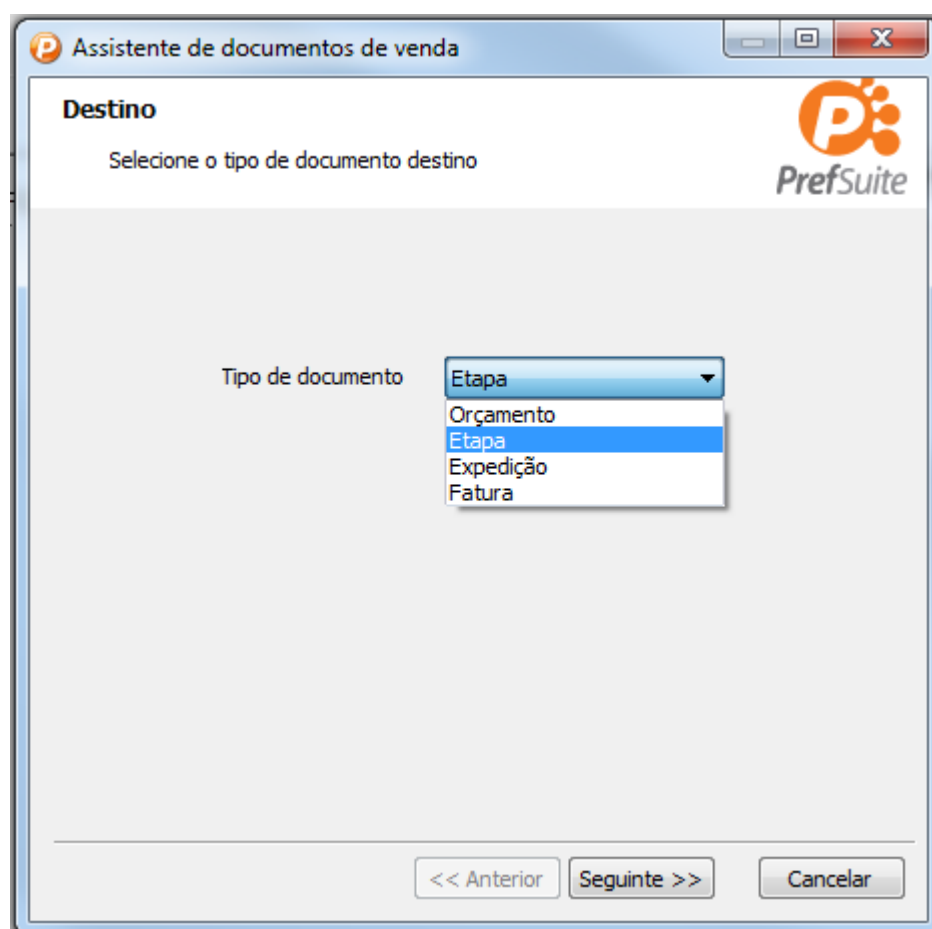 Assistente de documentos de venda
Destino
Selecione o tipo de documento destino
PrefSuite
Tipo de documento Etapa
Orçamento
Etapa
Expedição
Fatura
<< Anterior Seguinte >> Cancelar